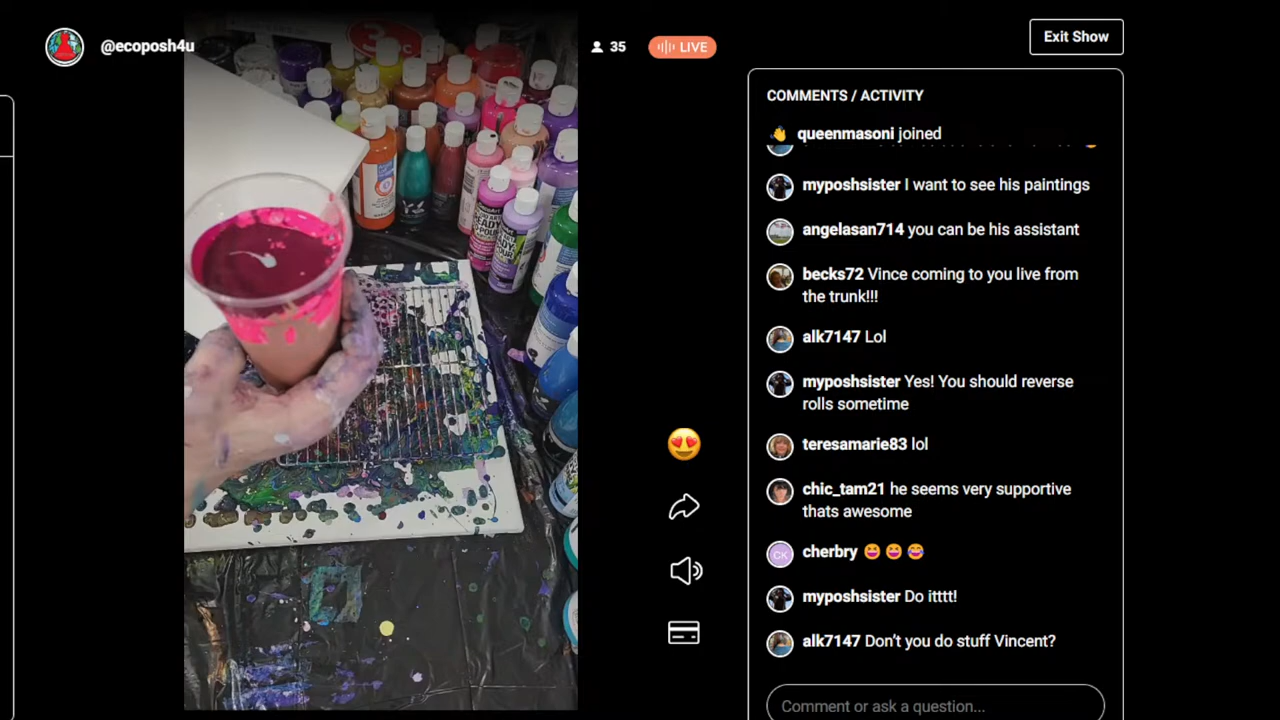 @ecoposh4u
35
LIVE
Exit Show
COMMENTS / ACTIVITY
👋 queenmasoni joined
myposhsister I want to see his paintings
angelasan714 you can be his assistant
becks72 Vince coming to you live from
the trunk!!!
alk7147 Lol
myposhsister Yes! You should reverse
rolls sometime
teresamarie83 lol
chic_tam21 he seems very supportive
thats awesome
CK
cherbry 😆 😆 😂
myposhsister Do itttt!
alk7147 Don’t you do stuff Vincent?
Comment or ask a question...